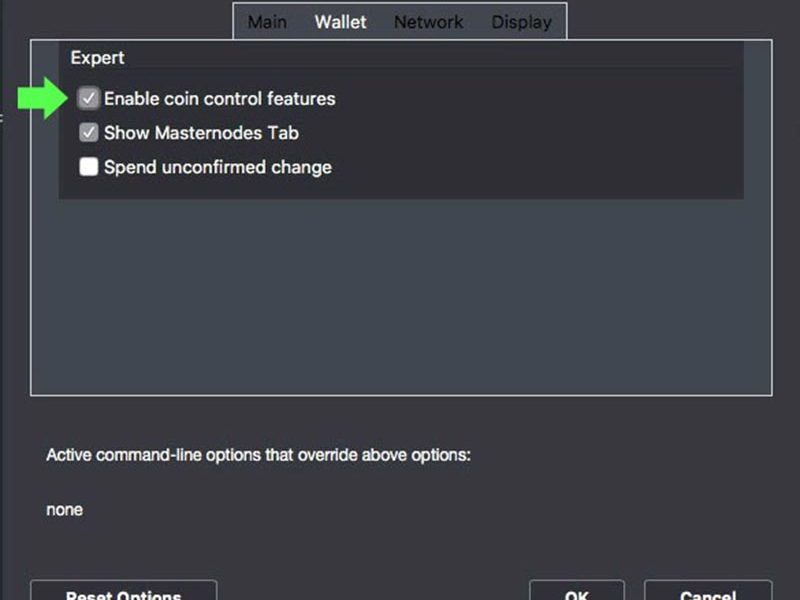 Main Wallet Network Display
Expert
Enable coin control features
Show Masternodes Tab
Spend unconfirmed change
Active command-line options that override above options:
none
Reset Options OK Cancel